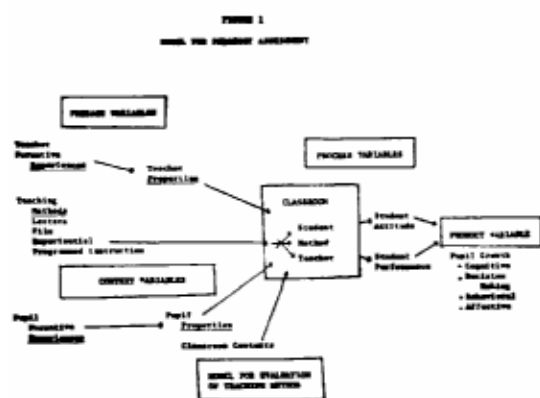 FIGURE 1
MODEL FOR ASSESSMENT
PRESAGE VARIABLES
PROCESS VARIABLES
Teacher
Formative
Experiences
Teacher
Properties
Teaching
Methods
Lecture
Film
Experiential
Programmed Instruction
CLASSROOM
Student
Method
Teacher
Student
Attitude
Student
Performance
PRODUCT VARIABLE
Pupil Growth
Cognitive
Decision
Making
Behavioral
Affective
CONTEXT VARIABLES
Pupil
Formative
Experiences
Pupil
Properties
Classroom Contexts
MODEL FOR EVALUATION
OF TEACHING METHOD